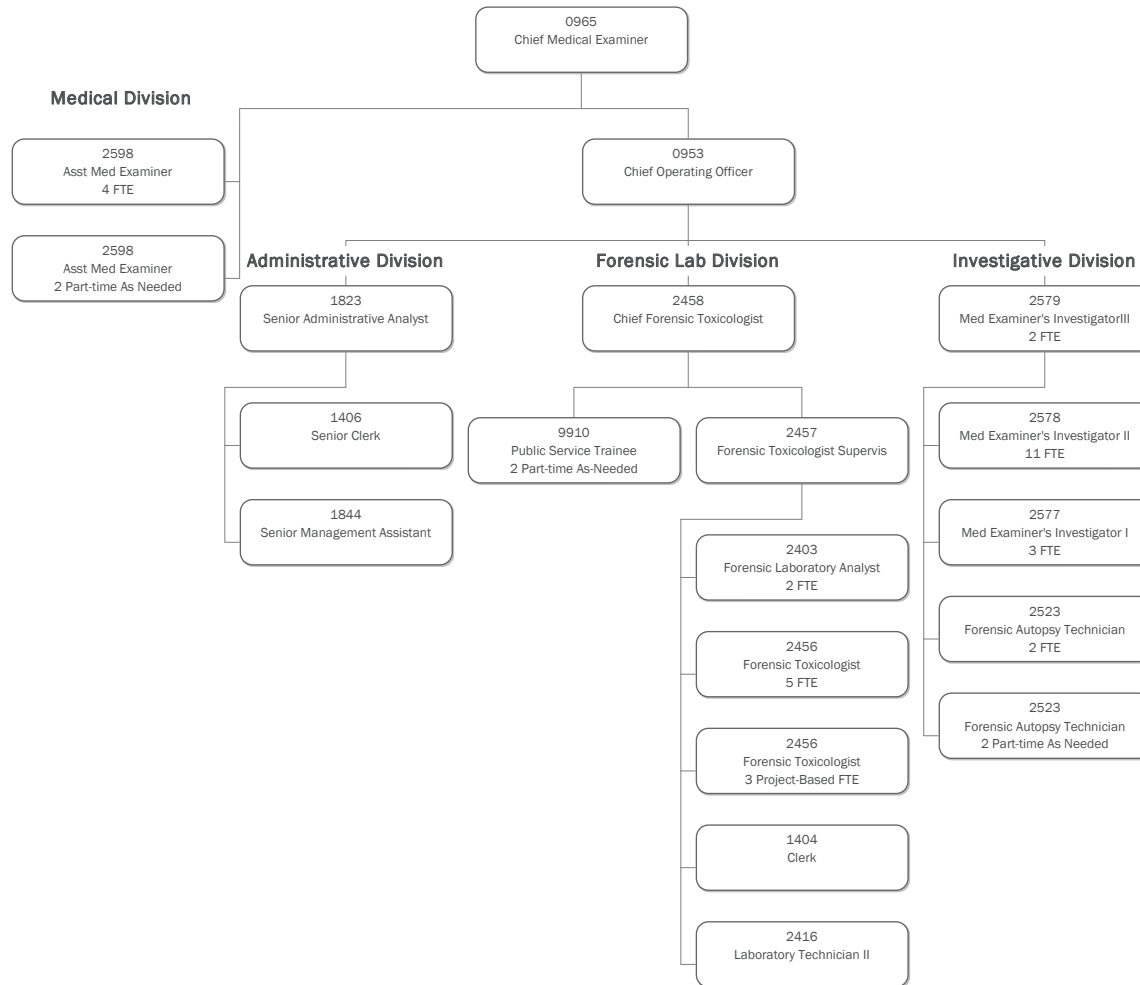 0965
Chief Medical Examiner
Medical Division
2598
Asst Med Examiner
4 FTE
2598
Asst Med Examiner
2 Part-time As Needed
0953
Chief Operating Officer
Administrative Division
1823
Senior Administrative Analyst
1406
Senior Clerk
1844
Senior Management Assistant
Forensic Lab Division
2458
Chief Forensic Toxicologist
9910
Public Service Trainee
2 Part-time As-Needed
2457
Forensic Toxicologist Supervis
2403
Forensic Laboratory Analyst
2 FTE
2456
Forensic Toxicologist
5 FTE
2456
Forensic Toxicologist
3 Project-Based FTE
1404
Clerk
2416
Laboratory Technician II
Investigative Division
2579
Med Examiner's InvestigatorIII
2 FTE
2578
Med Examiner's Investigator II
11 FTE
2577
Med Examiner's Investigator I
3 FTE
2523
Forensic Autopsy Technician
2 FTE
2523
Forensic Autopsy Technician
2 Part-time As Needed